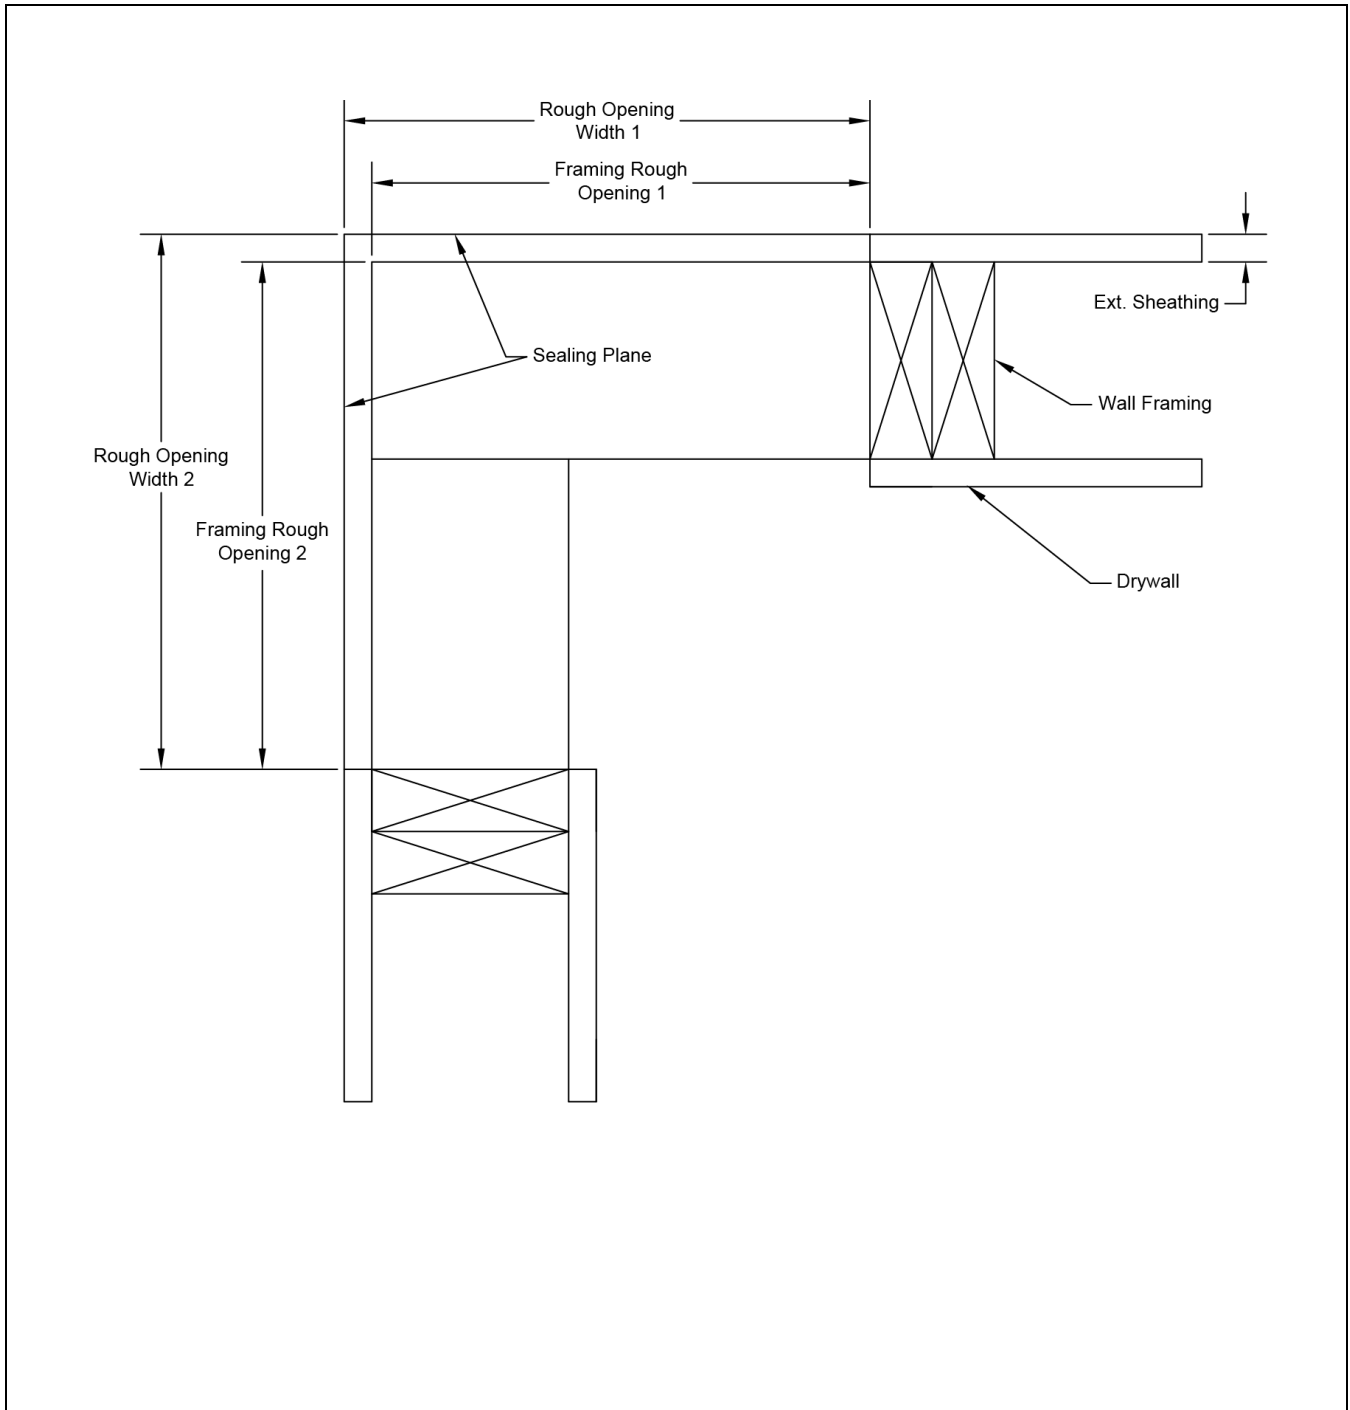 Rough Opening
Width 1
Framing Rough
Opening 1
Ext. Sheathing
Sealing Plane
Wall Framing
Rough Opening
Width 2
Framing Rough
Opening 2
Drywall